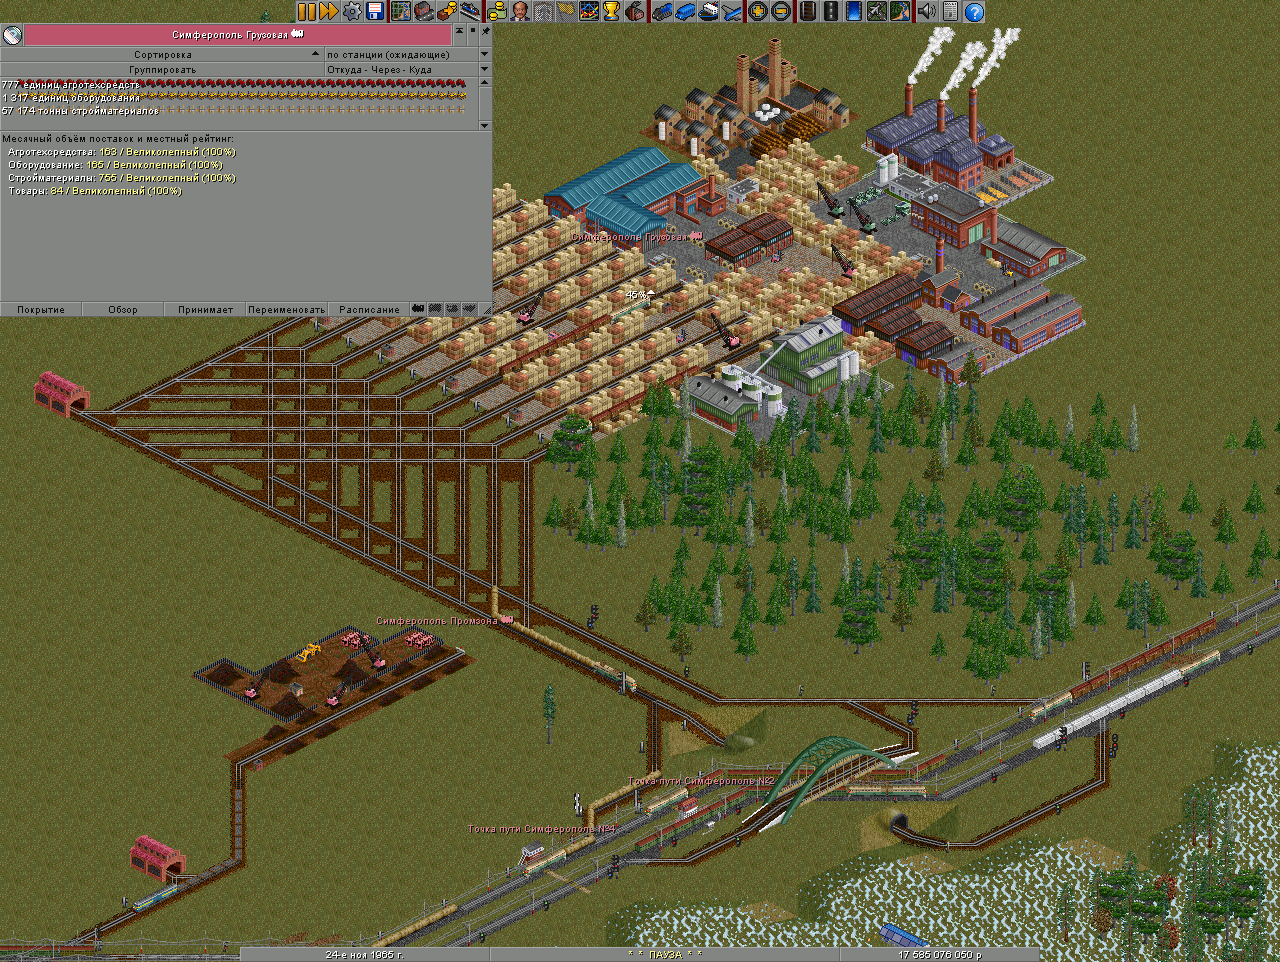 Симферополь Грузовая
Сортировка
по станции (ожидающие)
Группировать
Откуда - Через - Куда
777 единиц агротехсредств
1 317 единиц оборудования
57 174 тонны стройматериалов
Месячный объём поставок и местный рейтинг:
Агротехсредства: 163 / Великолепный (100%)
Оборудование: 165 / Великолепный (100%)
Стройматериалы: 755 / Великолепный (100%)
Товары: 84 / Великолепный (100%)
Покрытие
Обзор
Принимает
Переименовать
Расписание
Симферополь Грузовая
45%
Симферополь Промзона
Точка пути Симферополь №2
Точка пути Симферополь №4
24-е ноя 1965 г.
* * ПАУЗА * *
17 585 076 050 р